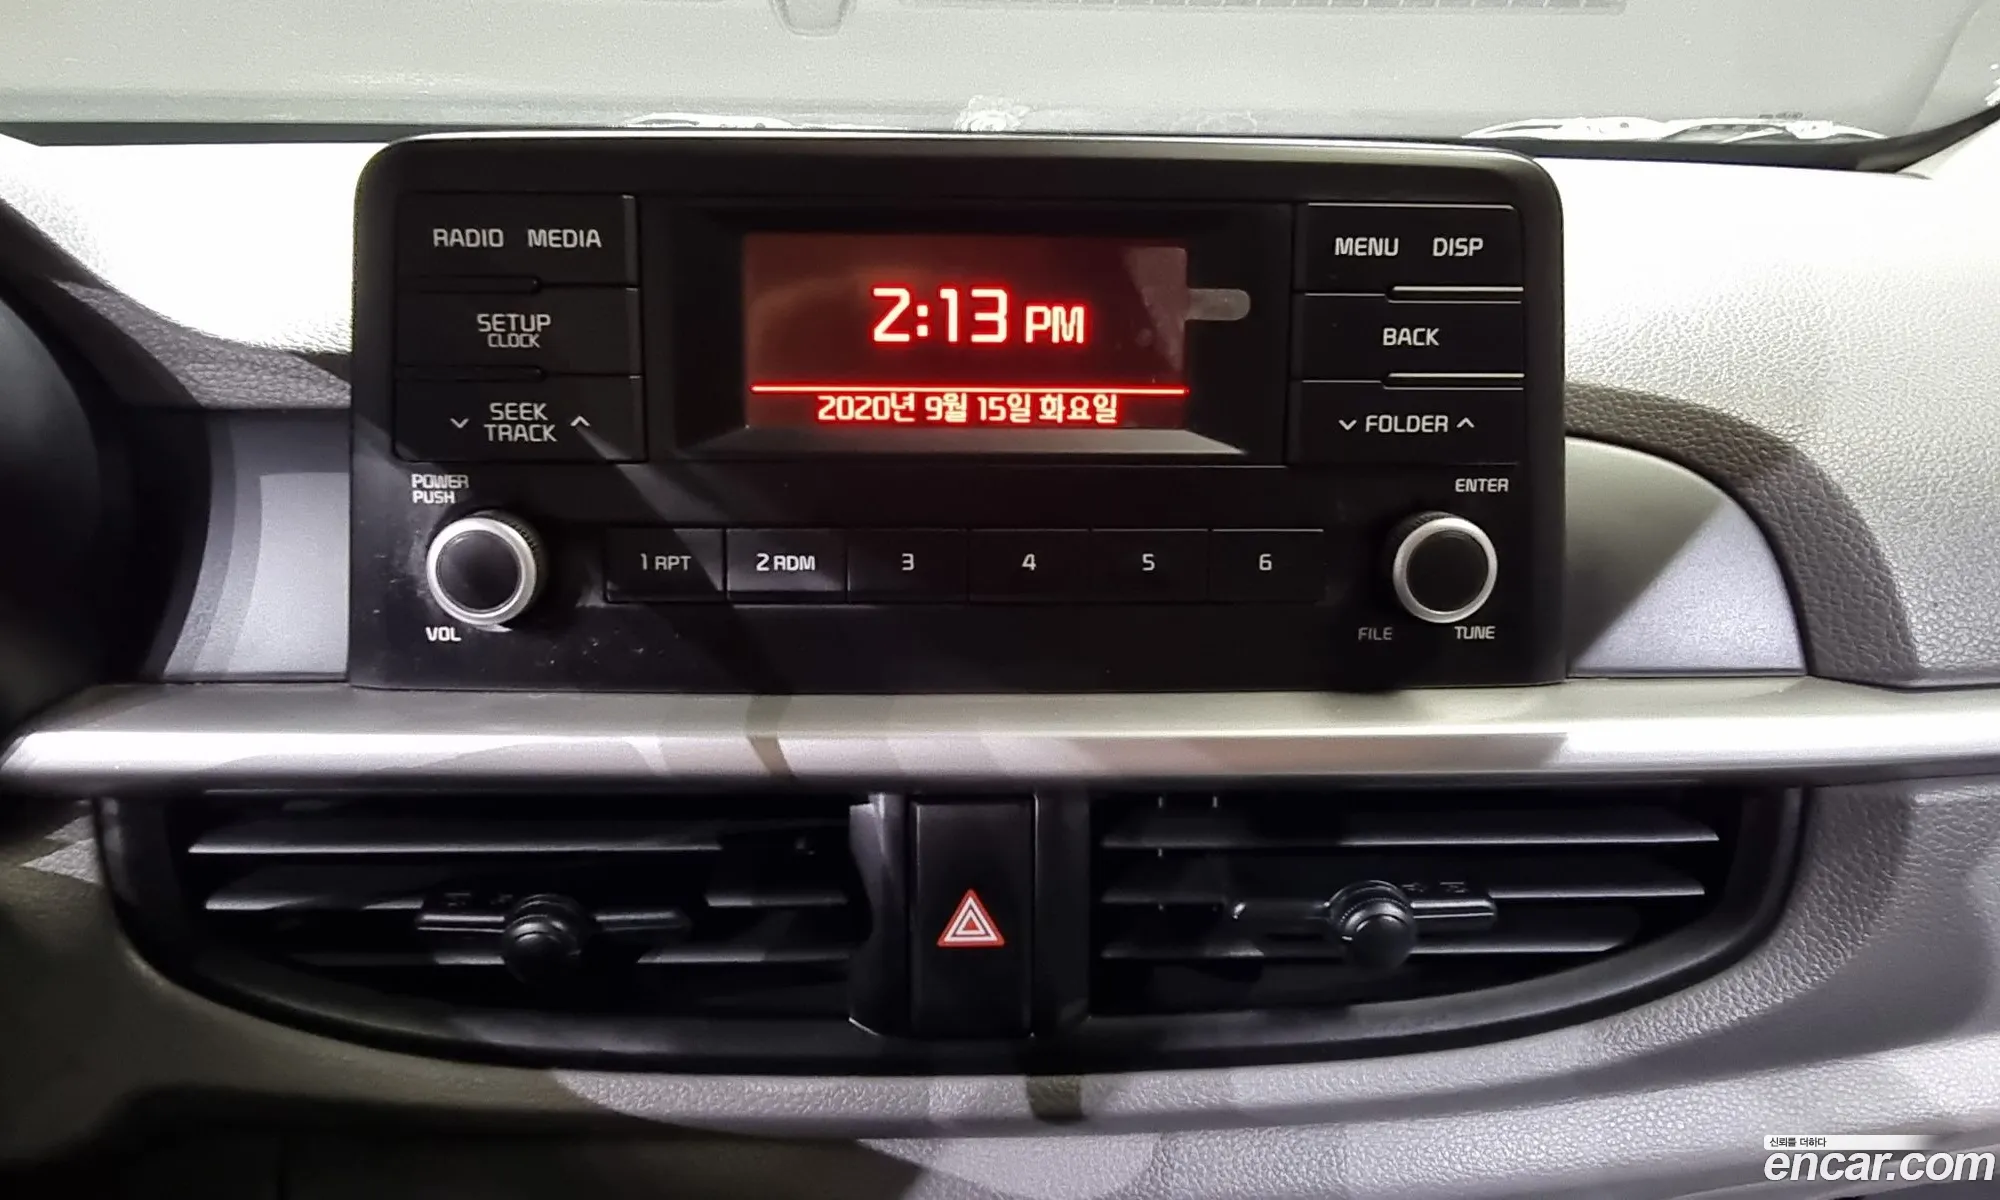 RADIO MEDIA
MENU DISP
2:13 PM
SETUP
CLOCK
BACK
SEEK
TRACK
2020년 9월 15일 화요일
FOLDER
POWER
PUSH
ENTER
1 RPT 2 RDM 3 4 5 6
VOL
FILE TUNE
신뢰를 더하다
encar.com